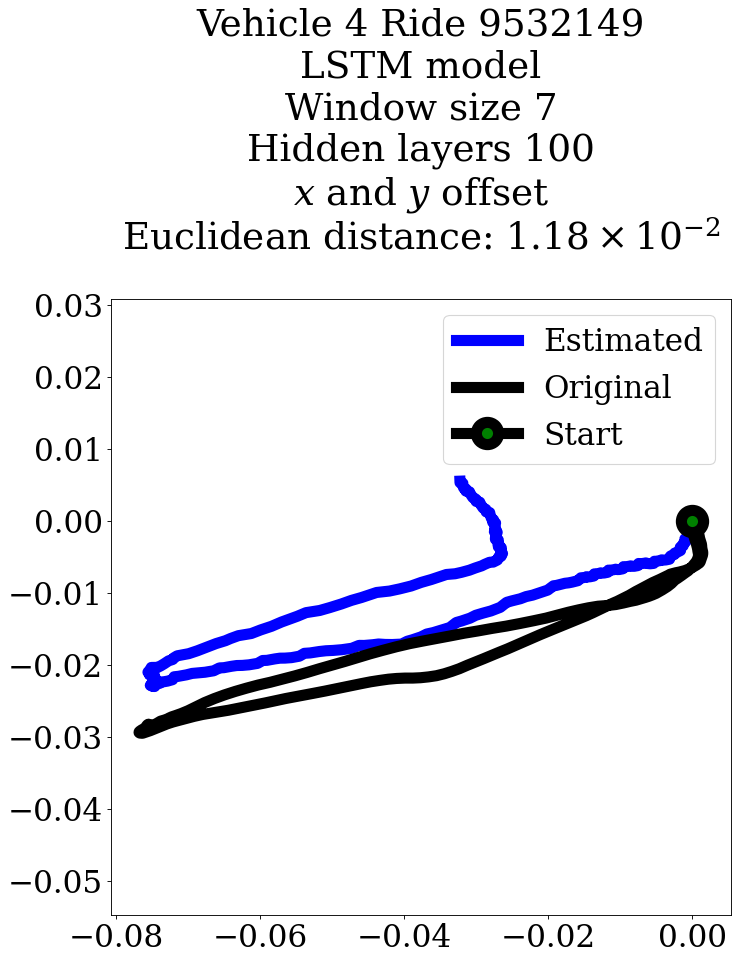 Vehicle 4 Ride 9532149
LSTM model
Window size 7
Hidden layers 100
x and y offset
Euclidean distance: 1.18 × 10⁻²
0.03
0.02
0.01
0.00
−0.01
−0.02
−0.03
−0.04
−0.05
Estimated
Original
Start
−0.08 −0.06 −0.04 −0.02 0.00